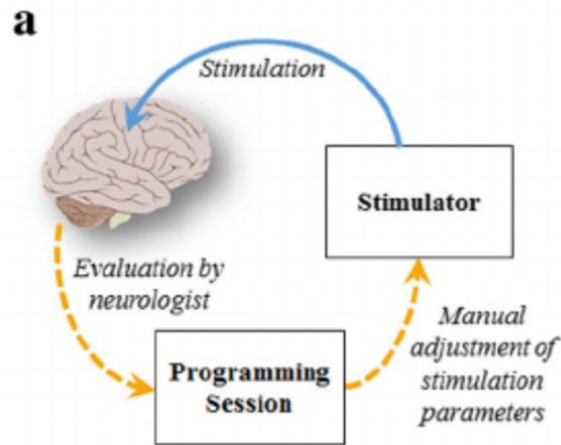 a
Stimulation
Stimulator
Evaluation by
neurologist
Manual
adjustment of
stimulation
parameters
Programming
Session